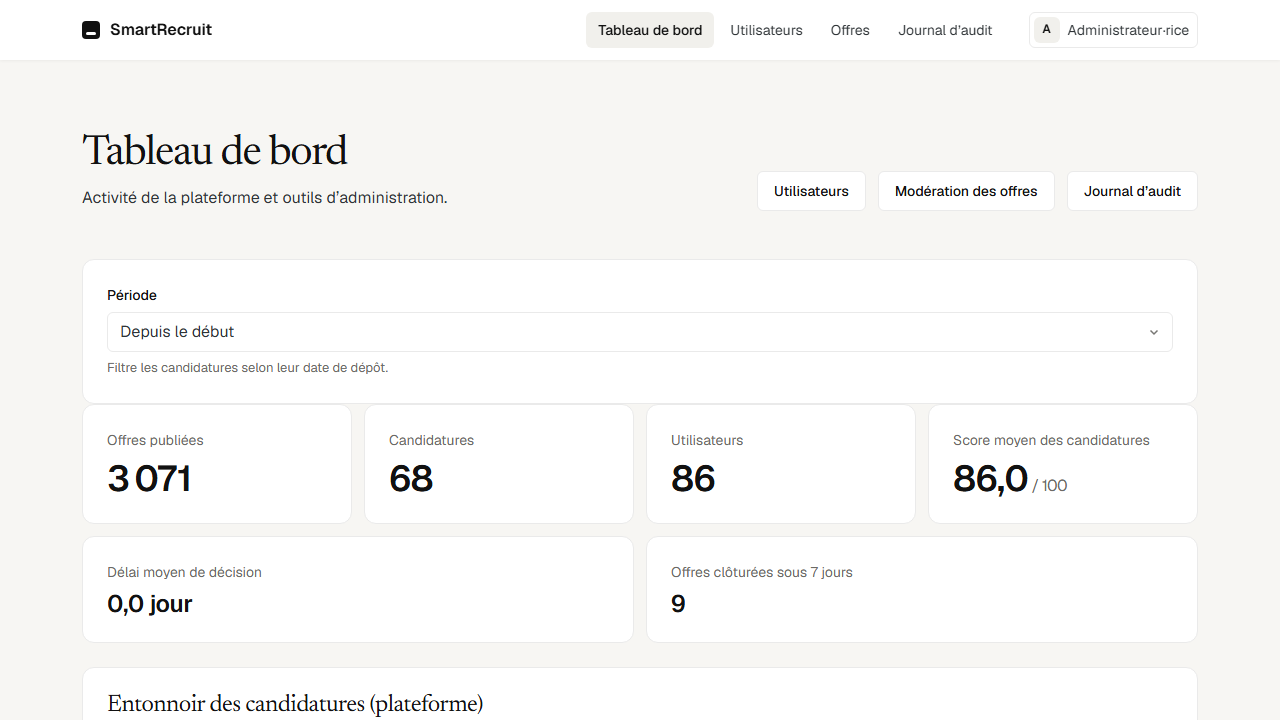 SmartRecruit
Tableau de bord
Utilisateurs
Offres
Journal d’audit
A
Administrateur·rice
Tableau de bord
Activité de la plateforme et outils d’administration.
Utilisateurs
Modération des offres
Journal d’audit
Période
Depuis le début
Filtre les candidatures selon leur date de dépôt.
Offres publiées
3 071
Candidatures
68
Utilisateurs
86
Score moyen des candidatures
86,0 / 100
Délai moyen de décision
0,0 jour
Offres clôturées sous 7 jours
9
Entonnoir des candidatures (plateforme)